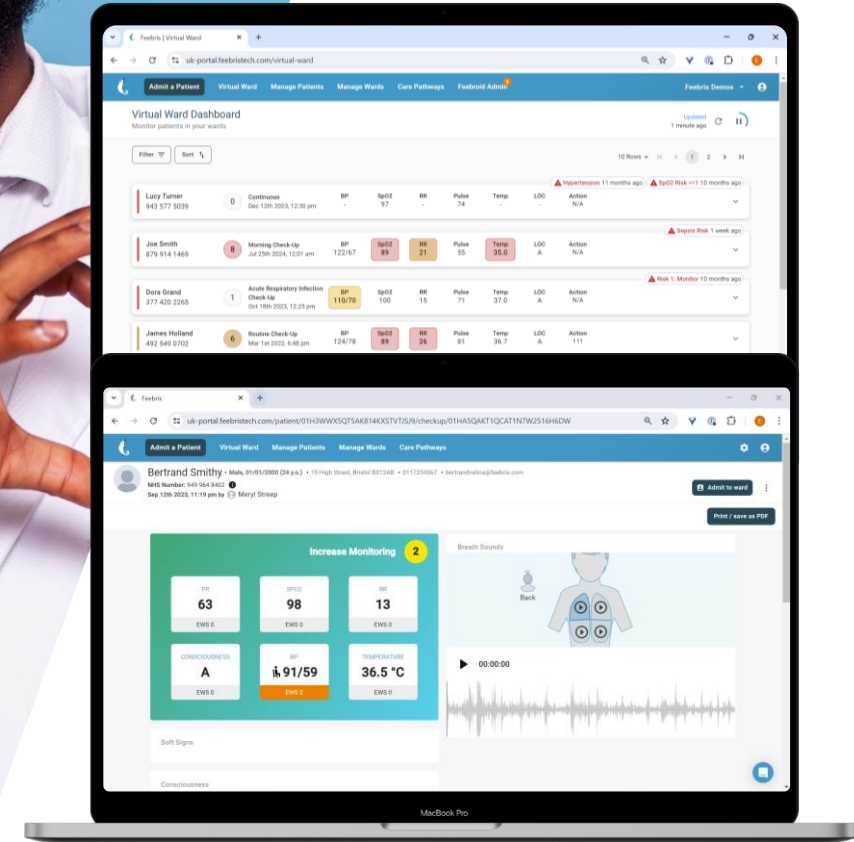 Feebris | Virtual Ward
uk-portal.feebristech.com/virtual-ward
Admit a Patient Virtual Ward Manage Patients Manage Wards Care Pathways Feebroid Admin Feebris Demos
Virtual Ward Dashboard
Monitor patients in your wards
Updated
1 minute ago
Filter Sort
10 Rows 1 2
Hypertension 11 months ago SpO2 Risk >=1 10 months ago
Lucy Turner
943 577 5039
0
Continuous
Dec 12th 2023, 12:30 pm
BP SpO2 RR Pulse Temp LOC Action
- 97 - 74 - - N/A
Sepsis Risk 1 week ago
Joe Smith
879 914 1469
8
Morning Check-Up
Jul 25th 2024, 12:01 am
BP SpO2 RR Pulse Temp LOC Action
122/67 89 21 55 35.0 A N/A
Risk 1: Monitor 10 months ago
Dora Grand
377 420 2265
1
Acute Respiratory Infection
Check-Up
Oct 18th 2023, 12:25 pm
BP SpO2 RR Pulse Temp LOC Action
110/70 100 15 71 37.0 A N/A
James Holland
492 549 0702
6
Routine Check-Up
Mar 1st 2022, 6:48 pm
BP SpO2 RR Pulse Temp LOC Action
124/78 89 26 81 36.7 A 111
Feebris
Admit a Patient Virtual Ward Manage Patients Manage Wards Care Pathways
Bertrand Smithy • Male, 01/01/2000 (24 y.o.) • 15 High Street, Bristol BS12AB • 0117234567
NHS Number: 949 964 8402
Sep 12th 2023, 11:19 pm by Meryl Streep
Admit to ward
Print / save as PDF
Increase Monitoring 2
PR
63
EWS 0
SPO2
98
EWS 0
RR
13
EWS 0
CONSCIOUSNESS
A
EWS 0
BP
91/59
EWS 2
TEMPERATURE
36.5 °C
EWS 0
Breath Sounds
Back
00:00:00
Soft Signs
Consciousness
MacBook Pro